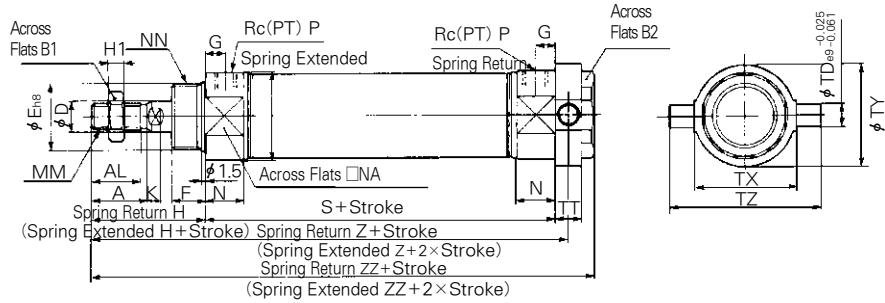 Across
Flats B1
H1
NN
G
Rc(PT) P
Spring Extended
Rc(PT) P
G
Spring Return
Across
Flats B2
φTDe9 -0.025
-0.061
φTY
φEh8
φD
MM
AL
A
K
F
φ1.5
N
Across Flats □NA
N
TT
TX
TZ
S+Stroke
Spring Return H
(Spring Extended H+Stroke)
Spring Return Z+Stroke
(Spring Extended Z+2×Stroke)
Spring Return ZZ+Stroke
(Spring Extended ZZ+2×Stroke)